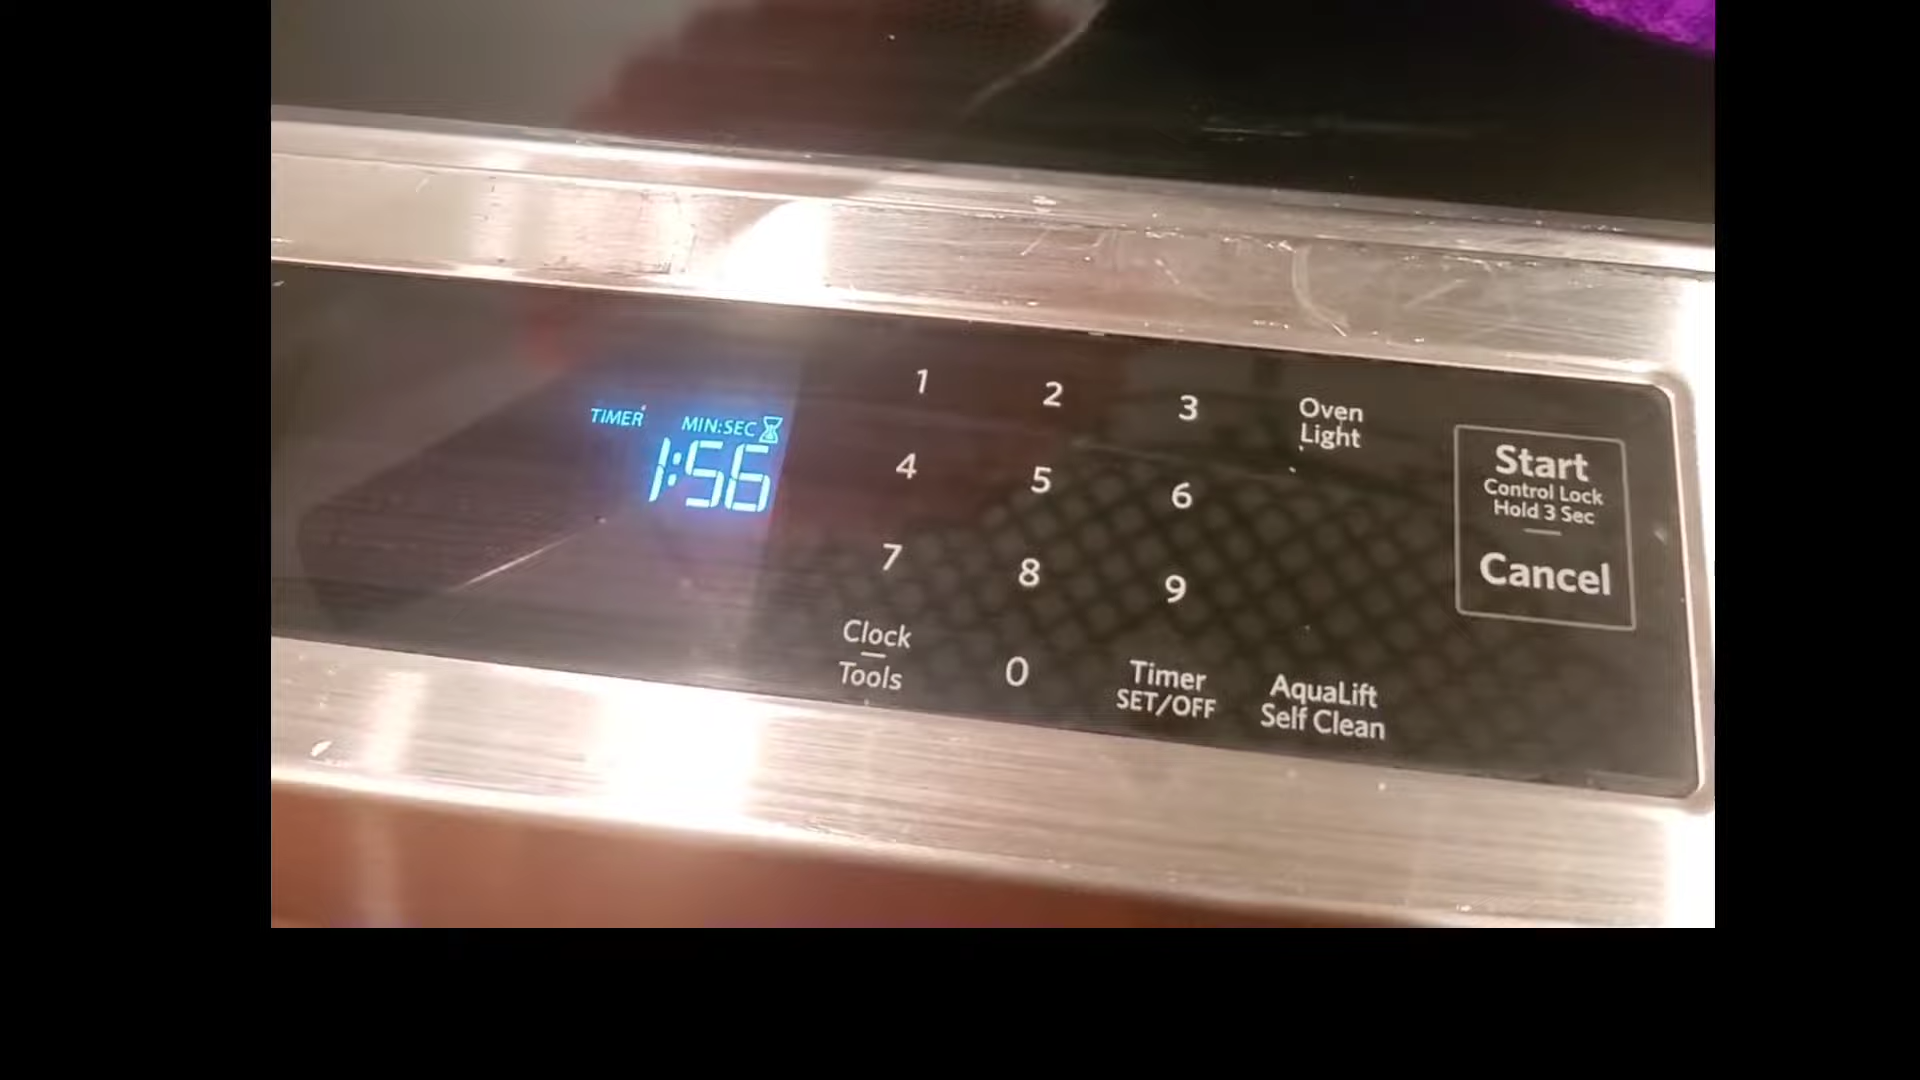 TIMER MIN:SEC
1:56
1 2 3 Oven
Light
4 5 6
7 8 9
Clock
Tools
0 Timer
SET/OFF
AquaLift
Self Clean
Start
Control Lock
Hold 3 Sec
Cancel